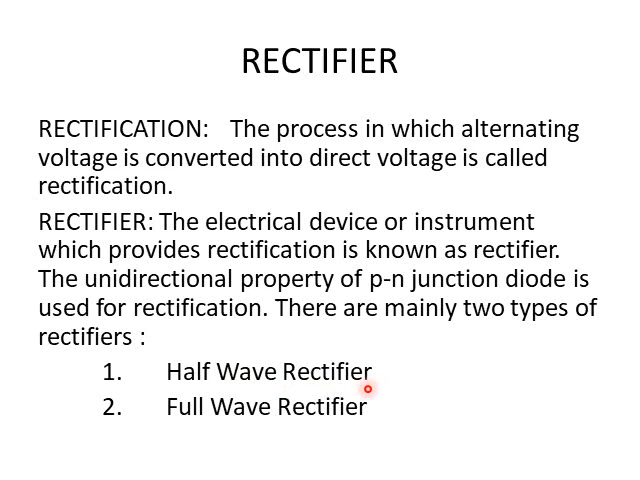 RECTIFIER
RECTIFICATION: The process in which alternating
voltage is converted into direct voltage is called
rectification.
RECTIFIER: The electrical device or instrument
which provides rectification is known as rectifier.
The unidirectional property of p-n junction diode is
used for rectification. There are mainly two types of
rectifiers :
1. Half Wave Rectifier
2. Full Wave Rectifier